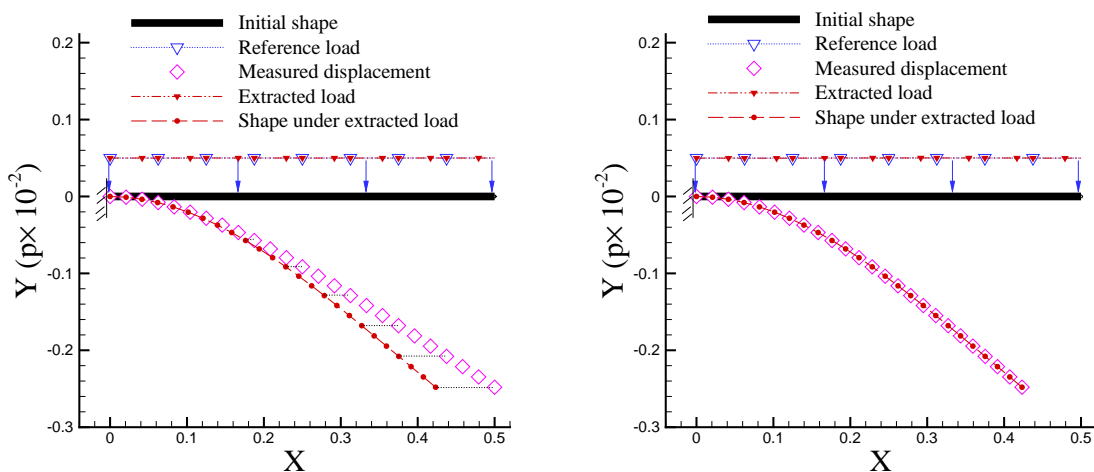 Initial shape
Reference load
Measured displacement
Extracted load
Shape under extracted load
Y (p× 10⁻²)
0.2
0.1
0
-0.1
-0.2
-0.3
0 0.1 0.2 0.3 0.4 0.5
X
Initial shape
Reference load
Measured displacement
Extracted load
Shape under extracted load
Y (p× 10⁻²)
0.2
0.1
0
-0.1
-0.2
-0.3
0 0.1 0.2 0.3 0.4 0.5
X